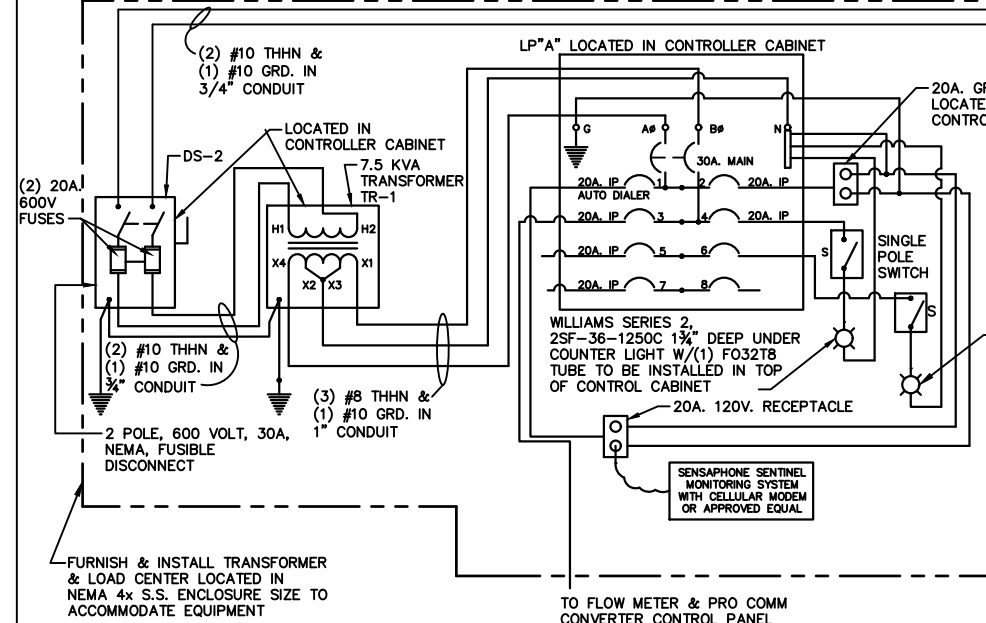 (2) #10 THHN &
(1) #10 GRD. IN
3/4" CONDUIT
LP"A" LOCATED IN CONTROLLER CABINET
20A.
LOCATE
CONTRO
LOCATED IN
CONTROLLER CABINET
DS-2
7.5 KVA
TRANSFORMER
TR-1
(2) 20A.
600V
FUSES
G
AØ
BØ
N
30A. MAIN
20A. IP 1 2 20A. IP
AUTO DIALER
20A. IP 3 4 20A. IP
20A. IP 5 6
20A. IP 7 8
H1 H2
X4 X1
X2 X3
S
SINGLE
POLE
SWITCH
S
WILLIAMS SERIES 2,
2SF-36-1250C 1¾" DEEP UNDER
COUNTER LIGHT W/(1) FO32T8
TUBE TO BE INSTALLED IN TOP
OF CONTROL CABINET
(2) #10 THHN &
(1) #10 GRD. IN
¾" CONDUIT
(3) #8 THHN &
(1) #10 GRD. IN
1" CONDUIT
20A. 120V. RECEPTACLE
2 POLE, 600 VOLT, 30A,
NEMA, FUSIBLE
DISCONNECT
SENSAPHONE SENTINEL
MONITORING SYSTEM
WITH CELLULAR MODEM
OR APPROVED EQUAL
FURNISH & INSTALL TRANSFORMER
& LOAD CENTER LOCATED IN
NEMA 4x S.S. ENCLOSURE SIZE TO
ACCOMMODATE EQUIPMENT
TO FLOW METER & PRO COMM
CONVERTER CONTROL PANEL